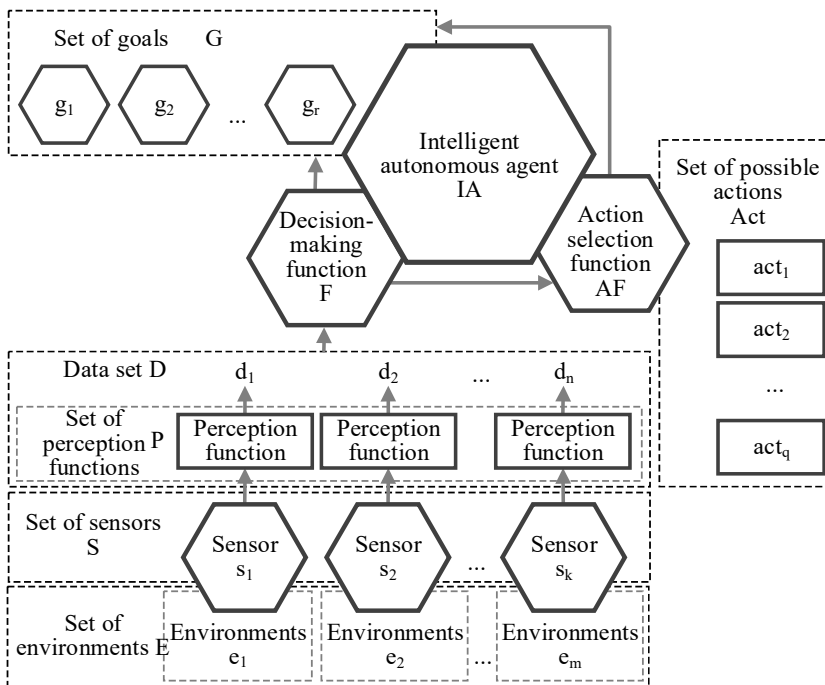 Set of goals G
g₁
g₂
...
gᵣ
Intelligent
autonomous agent
IA
Set of possible
actions
Act
act₁
act₂
...
act_q
Decision-
making
function
F
Action
selection
function
AF
Data set D
d₁
d₂
...
dₙ
Set of
perception P
functions
Perception
function
Perception
function
Perception
function
Set of sensors
S
Sensor
s₁
Sensor
s₂
...
Sensor
sₖ
Set of
environments E
Environments
e₁
Environments
e₂
...
Environments
eₘ